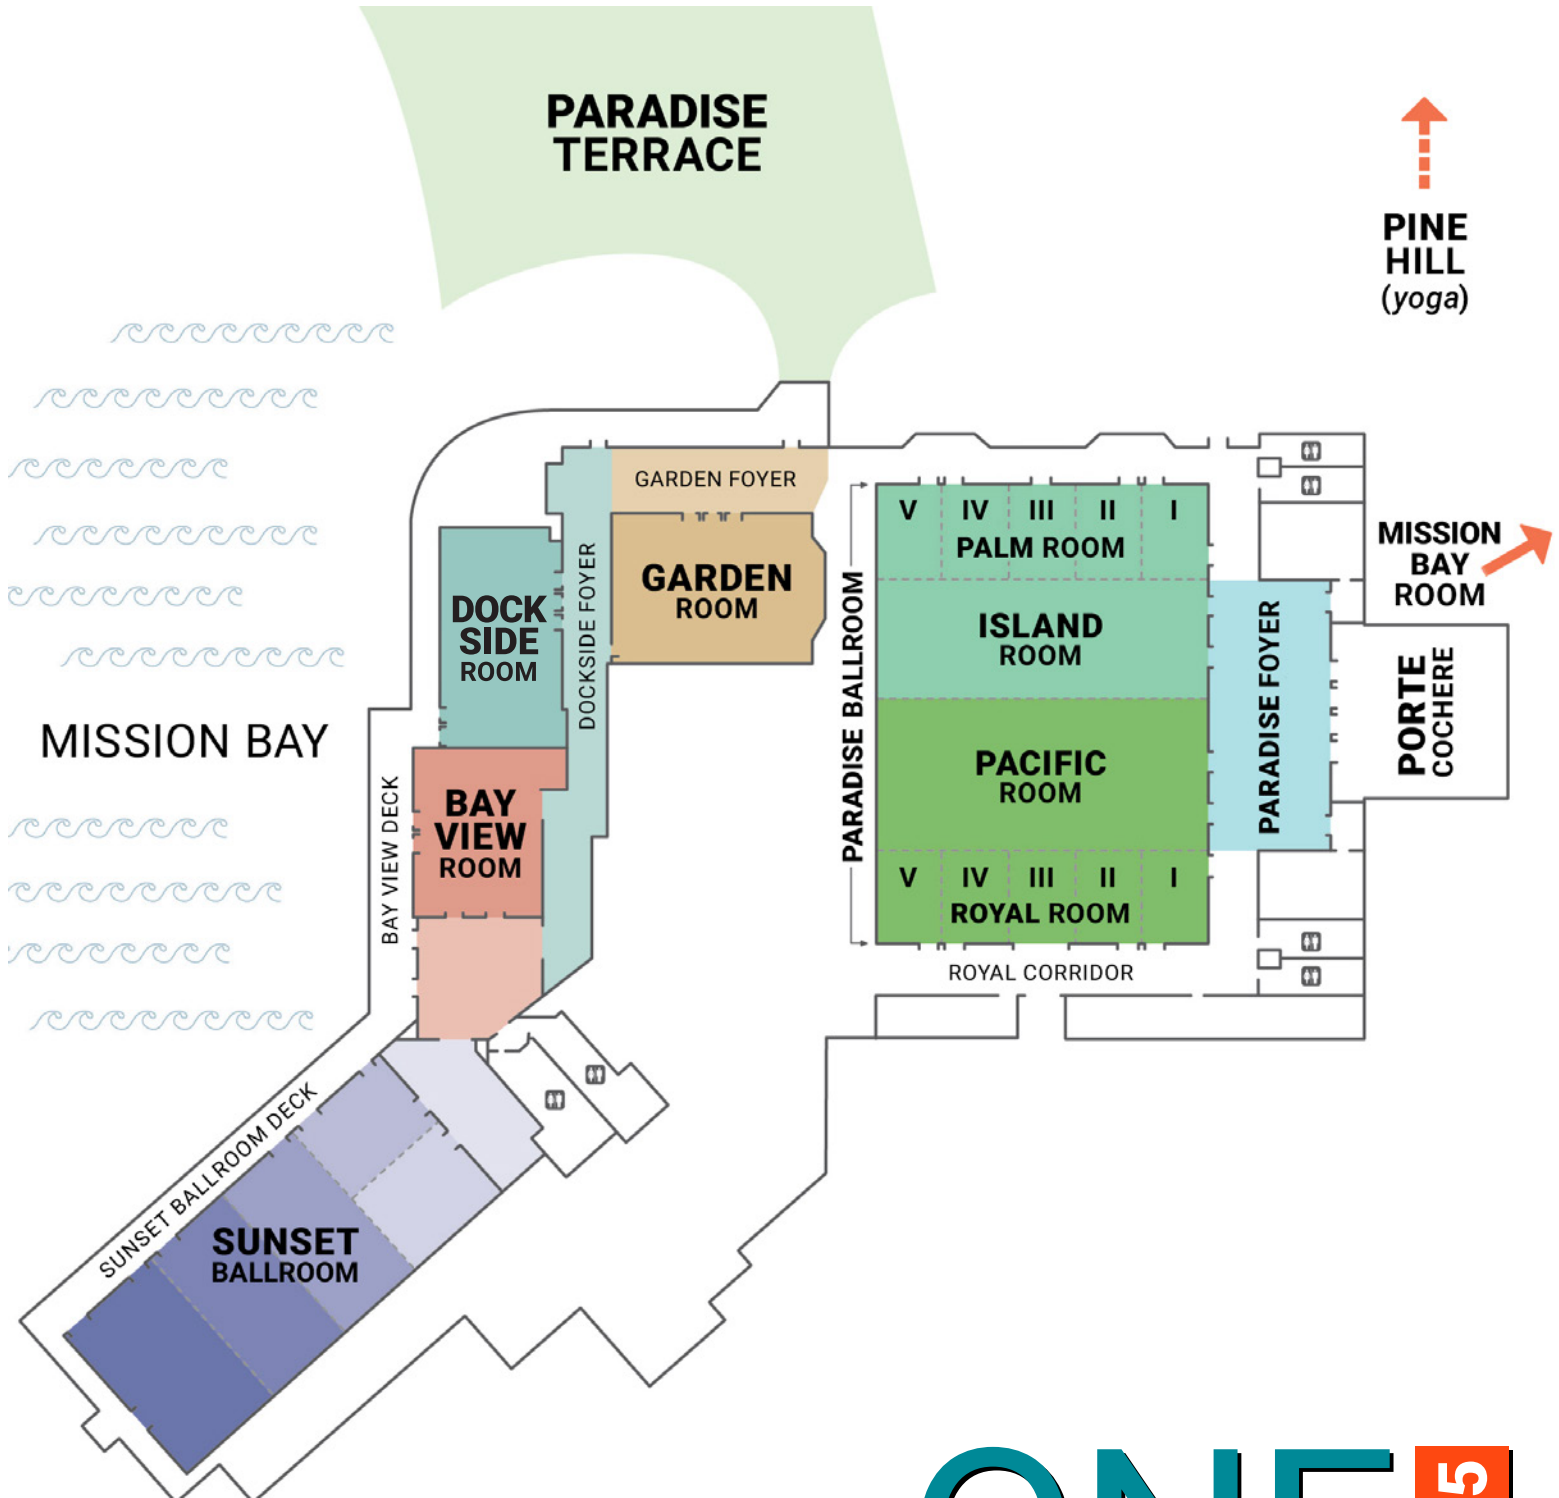 PARADISE
TERRACE
PINE
HILL
(yoga)
GARDEN FOYER
V IV III II I
PALM ROOM
MISSION
BAY
ROOM
GARDEN
ROOM
DOCK
SIDE
ROOM
DOCKSIDE FOYER
PARADISE BALLROOM
ISLAND
ROOM
PARADISE FOYER
PORTE
COCHERE
MISSION BAY
PACIFIC
ROOM
BAY
VIEW
ROOM
BAY VIEW DECK
V IV III II I
ROYAL ROOM
ROYAL CORRIDOR
SUNSET BALLROOM DECK
SUNSET
BALLROOM
ONE
5